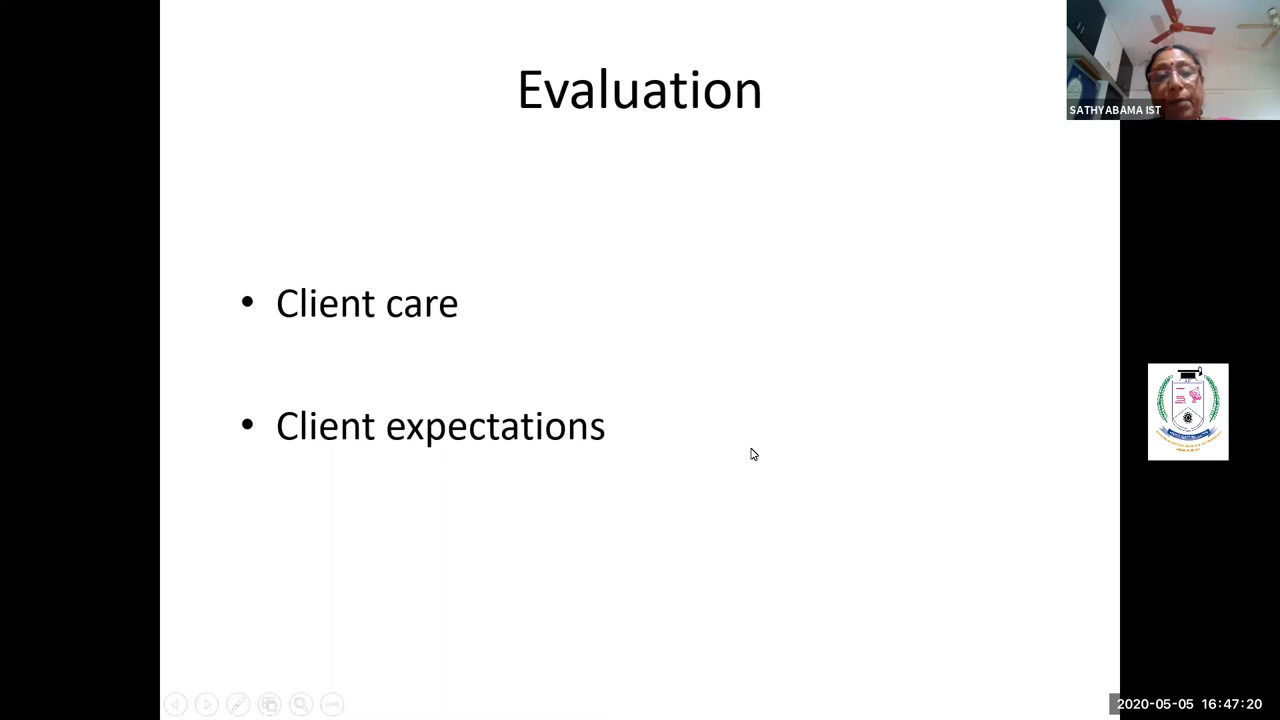 Evaluation
SATHYABAMA IST
• Client care
• Client expectations
2020-05-05 16:47:20